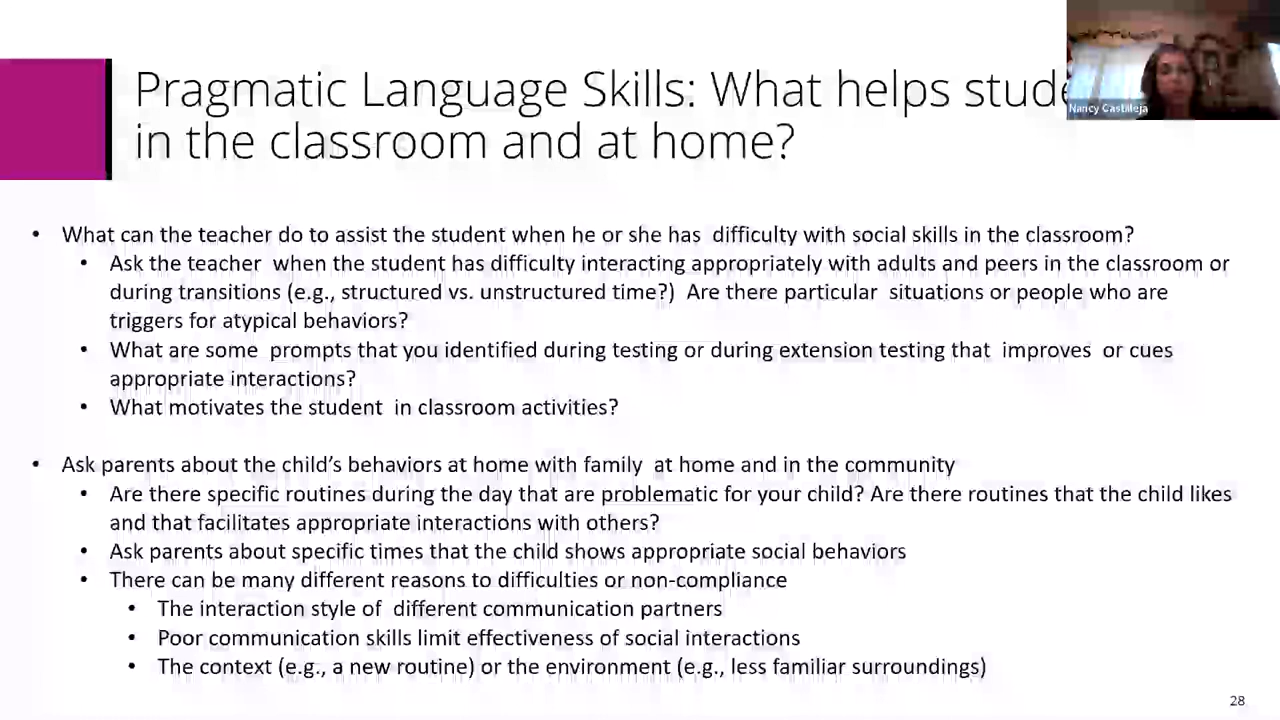 Pragmatic Language Skills: What helps stude
in the classroom and at home?
Nancy Castilleja
• What can the teacher do to assist the student when he or she has difficulty with social skills in the classroom?
• Ask the teacher when the student has difficulty interacting appropriately with adults and peers in the classroom or
during transitions (e.g., structured vs. unstructured time?) Are there particular situations or people who are
triggers for atypical behaviors?
• What are some prompts that you identified during testing or during extension testing that improves or cues
appropriate interactions?
• What motivates the student in classroom activities?
• Ask parents about the child’s behaviors at home with family at home and in the community
• Are there specific routines during the day that are problematic for your child? Are there routines that the child likes
and that facilitates appropriate interactions with others?
• Ask parents about specific times that the child shows appropriate social behaviors
• There can be many different reasons to difficulties or non-compliance
• The interaction style of different communication partners
• Poor communication skills limit effectiveness of social interactions
• The context (e.g., a new routine) or the environment (e.g., less familiar surroundings)
28